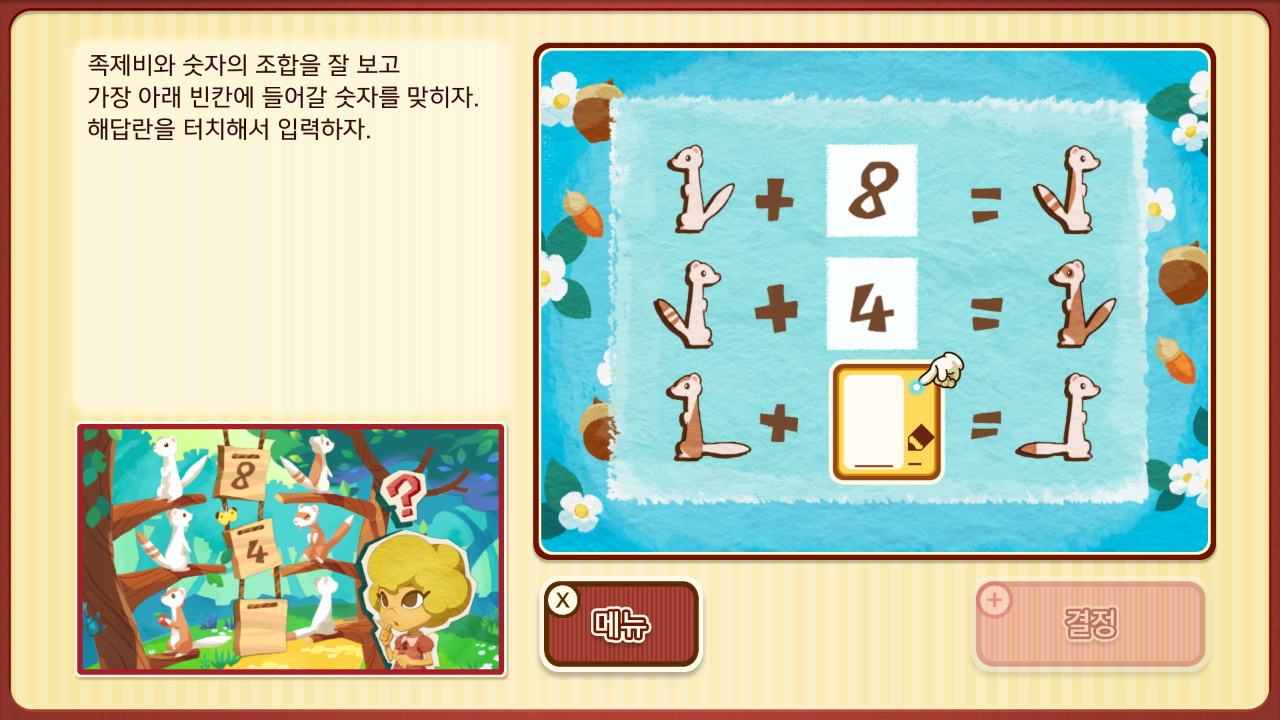 족제비와 숫자의 조합을 잘 보고
가장 아래 빈칸에 들어갈 숫자를 맞히자.
해답란을 터치해서 입력하자.
+ 8 =
+ 4 =
+ =
8
4
?
X 메뉴
+ 결정